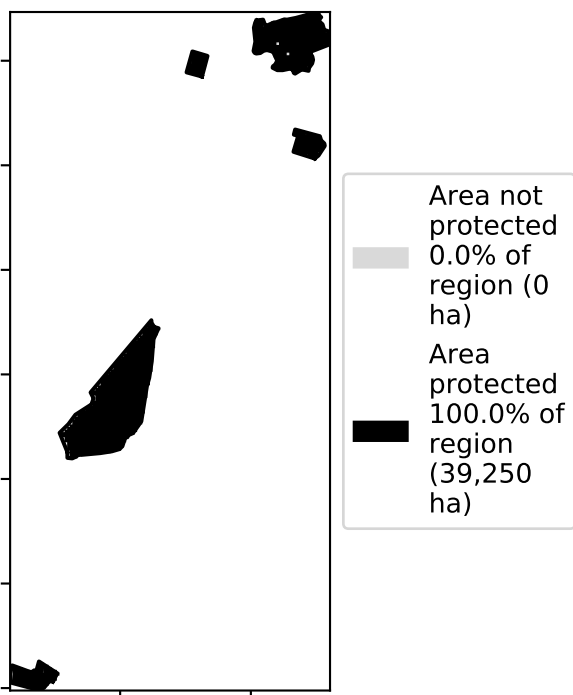 Area not
protected
0.0% of
region (0
ha)
Area
protected
100.0% of
region
(39,250
ha)